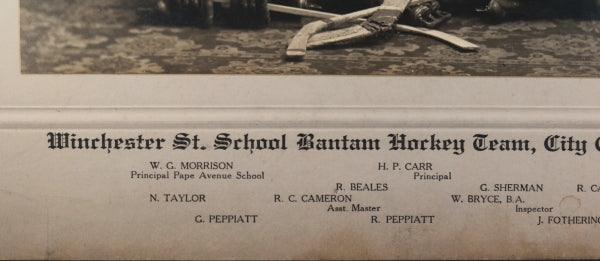 Winchester St. School Bantam Hockey Team, City
W. G. MORRISON H. P. CARR
Principal Pape Avenue School Principal
R. BEALES G. SHERMAN R.
N. TAYLOR R. C. CAMERON W. BRYCE, B.A.
Asst. Master Inspector
G. PEPPIATT R. PEPPIATT J.